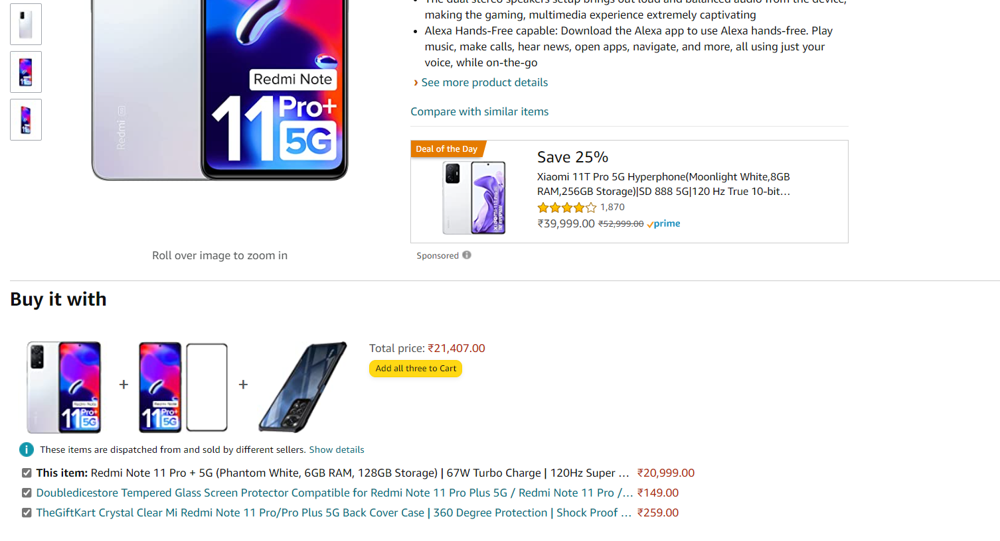 The dual stereo speakers setup brings out loud and balanced audio from the device,
making the gaming, multimedia experience extremely captivating
Alexa Hands-Free capable: Download the Alexa app to use Alexa hands-free. Play
music, make calls, hear news, open apps, navigate, and more, all using just your
voice, while on-the-go
› See more product details
Compare with similar items
Redmi Note
11 Pro+
5G
Redmi 5G
Roll over image to zoom in
Deal of the Day
Save 25%
Xiaomi 11T Pro 5G Hyperphone(Moonlight White,8GB
RAM,256GB Storage)|SD 888 5G|120 Hz True 10-bit…
1,870
₹39,999.00 ₹52,999.00 prime
Sponsored
Buy it with
Redmi Note
11 Pro+
5G
+
Redmi Note
11 Pro+
5G
+
Total price: ₹21,407.00
Add all three to Cart
These items are dispatched from and sold by different sellers. Show details
This item: Redmi Note 11 Pro + 5G (Phantom White, 6GB RAM, 128GB Storage) | 67W Turbo Charge | 120Hz Super … ₹20,999.00
Doubledicestore Tempered Glass Screen Protector Compatible for Redmi Note 11 Pro Plus 5G / Redmi Note 11 Pro /… ₹149.00
TheGiftKart Crystal Clear Mi Redmi Note 11 Pro/Pro Plus 5G Back Cover Case | 360 Degree Protection | Shock Proof … ₹259.00